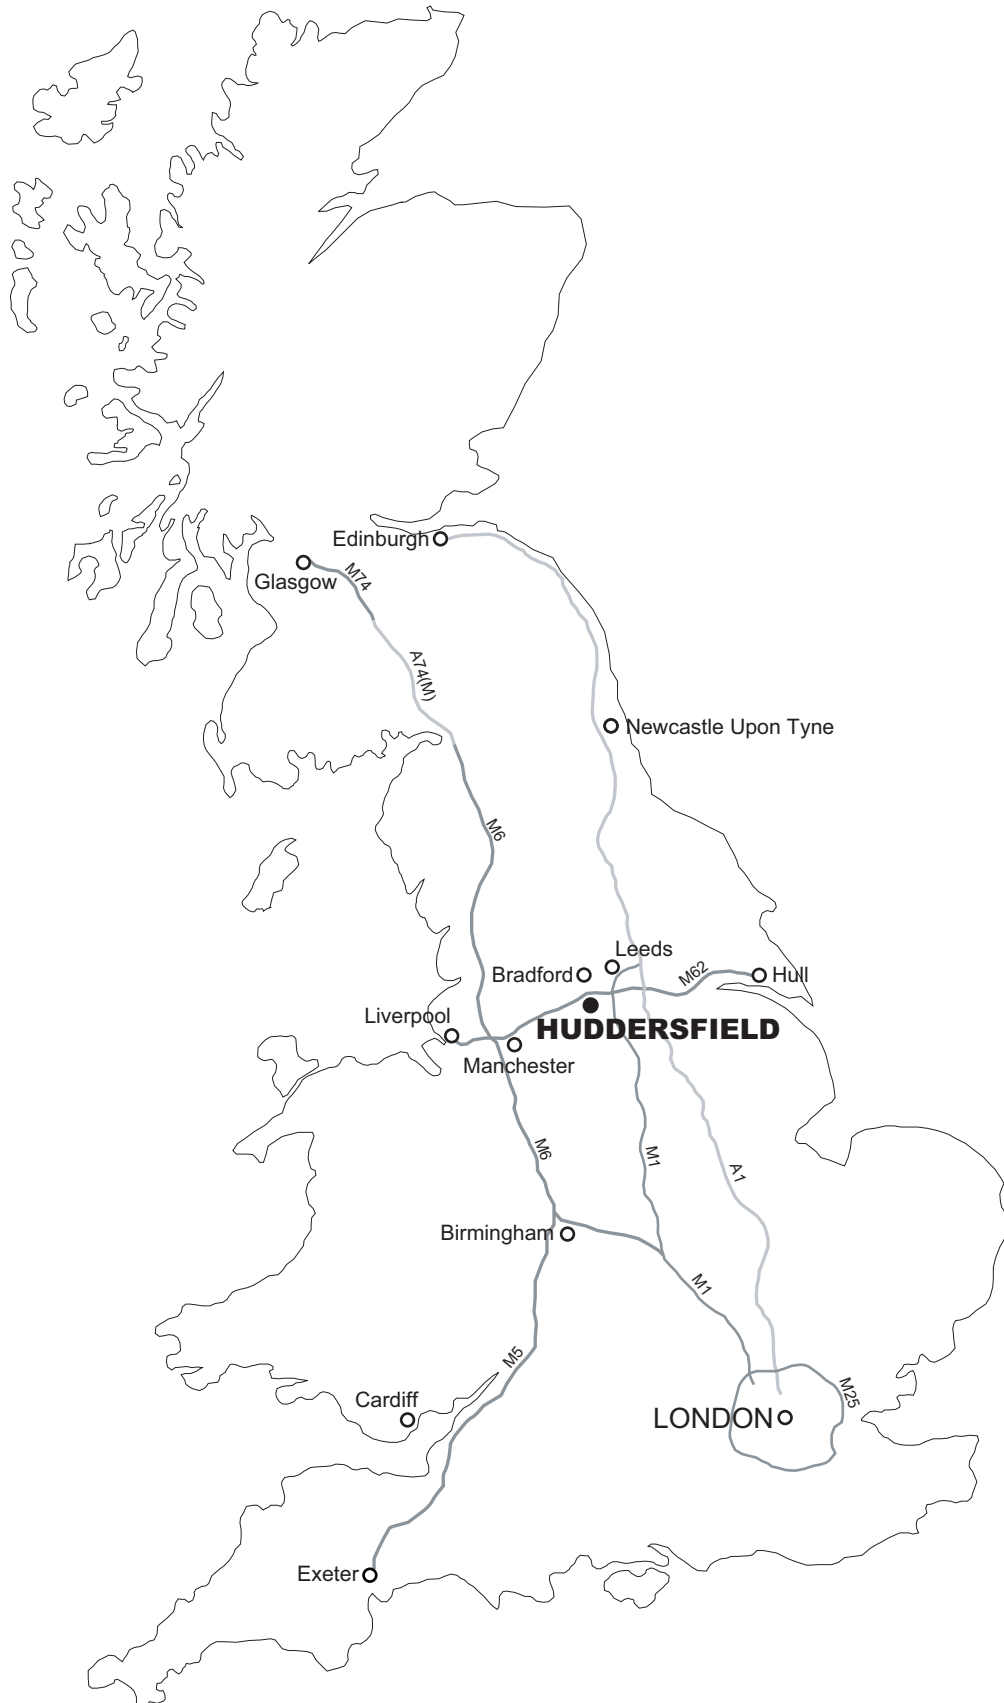 Edinburgh
Glasgow
M74
A74(M)
Newcastle Upon Tyne
M6
Leeds
Bradford
M62
Hull
Liverpool
HUDDERSFIELD
Manchester
M6
M1
A1
Birmingham
M1
M5
Cardiff
M25
LONDON
Exeter